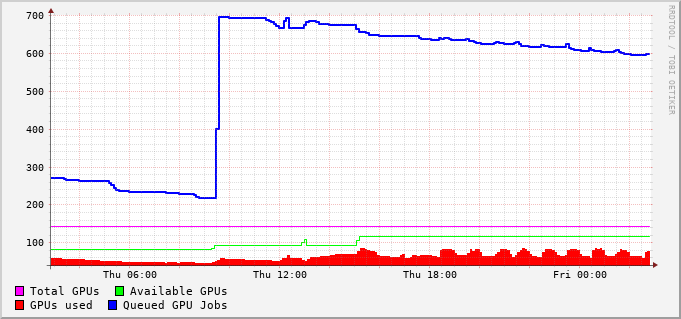 700
600
500
400
300
200
100
Thu 06:00 Thu 12:00 Thu 18:00 Fri 00:00
Total GPUs Available GPUs
GPUs used Queued GPU Jobs
RRDTOOL / TOBI OETIKER